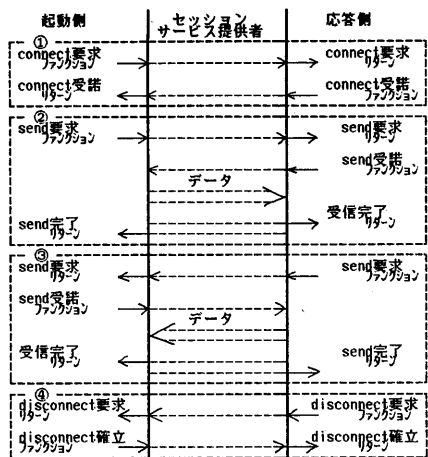 起動側
セッション
サービス提供者
応答側
①
connect要求
ファンクション
connect要求
リターン
connect受諾
リターン
connect受諾
ファンクション
②
send要求
ファンクション
send要求
リターン
send受諾
ファンクション
データ
受信完了
リターン
send完了
リターン
③
send要求
リターン
send要求
ファンクション
send受諾
ファンクション
データ
受信完了
リターン
send完了
リターン
④
disconnect要求
リターン
disconnect要求
ファンクション
disconnect確立
ファンクション
disconnect確立
リターン